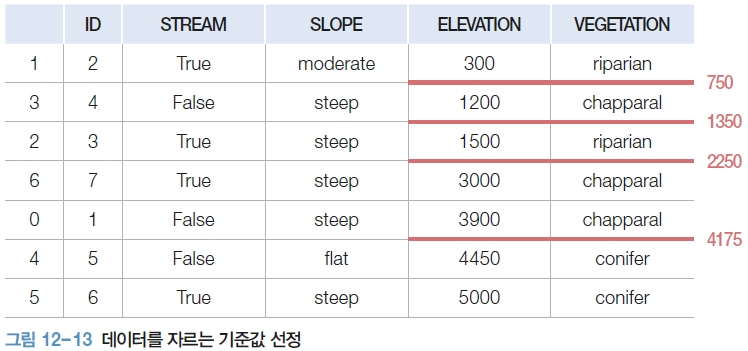 ID STREAM SLOPE ELEVATION VEGETATION
1 2 True moderate 300 riparian
750
3 4 False steep 1200 chapparal
1350
2 3 True steep 1500 riparian
2250
6 7 True steep 3000 chapparal
0 1 False steep 3900 chapparal
4175
4 5 False flat 4450 conifer
5 6 True steep 5000 conifer
그림 12-13 데이터를 자르는 기준값 선정